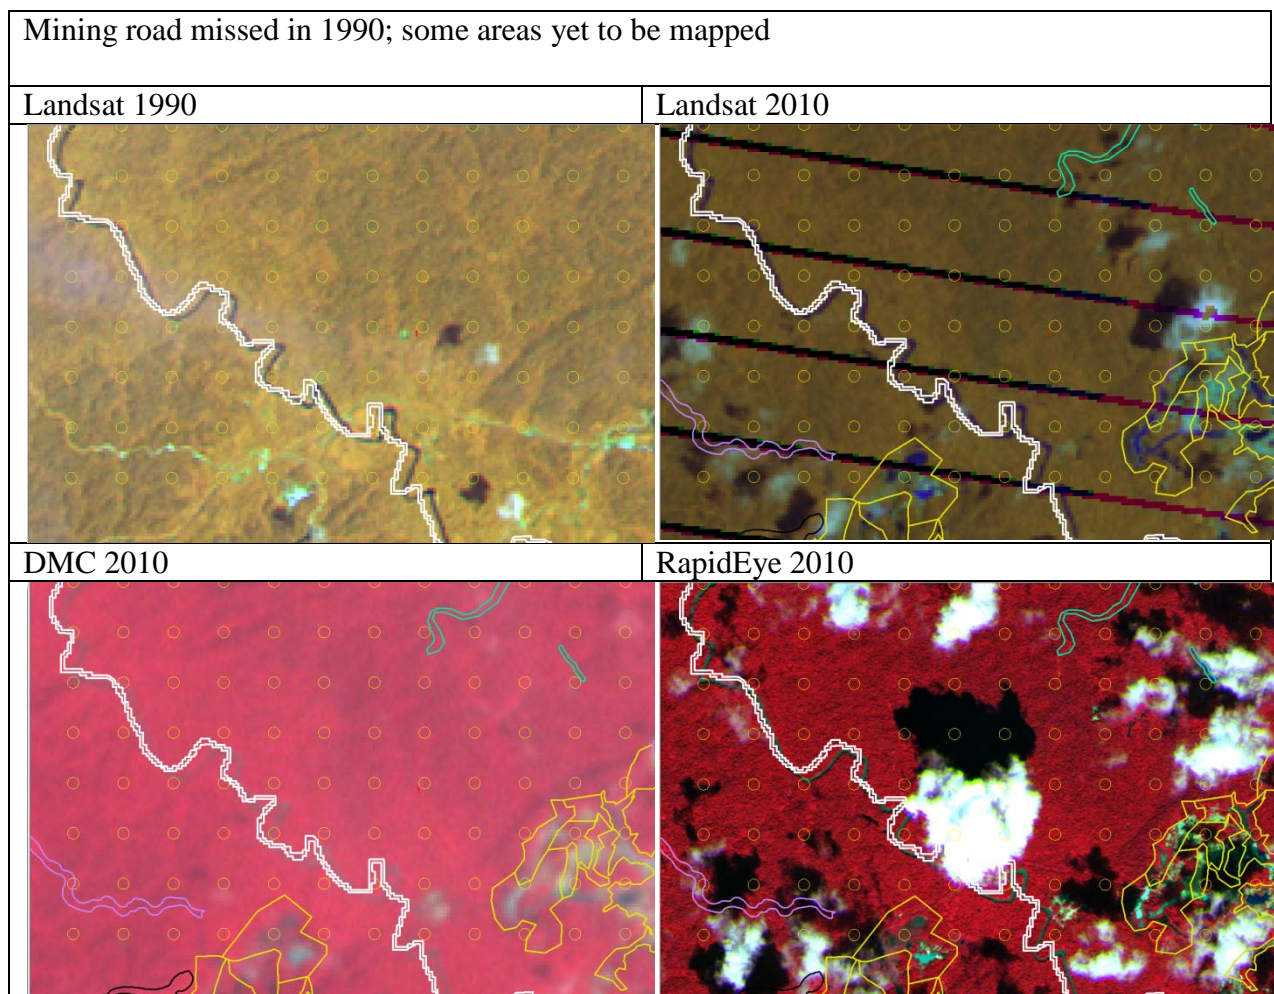 Mining road missed in 1990; some areas yet to be mapped
Landsat 1990
Landsat 2010
DMC 2010
RapidEye 2010